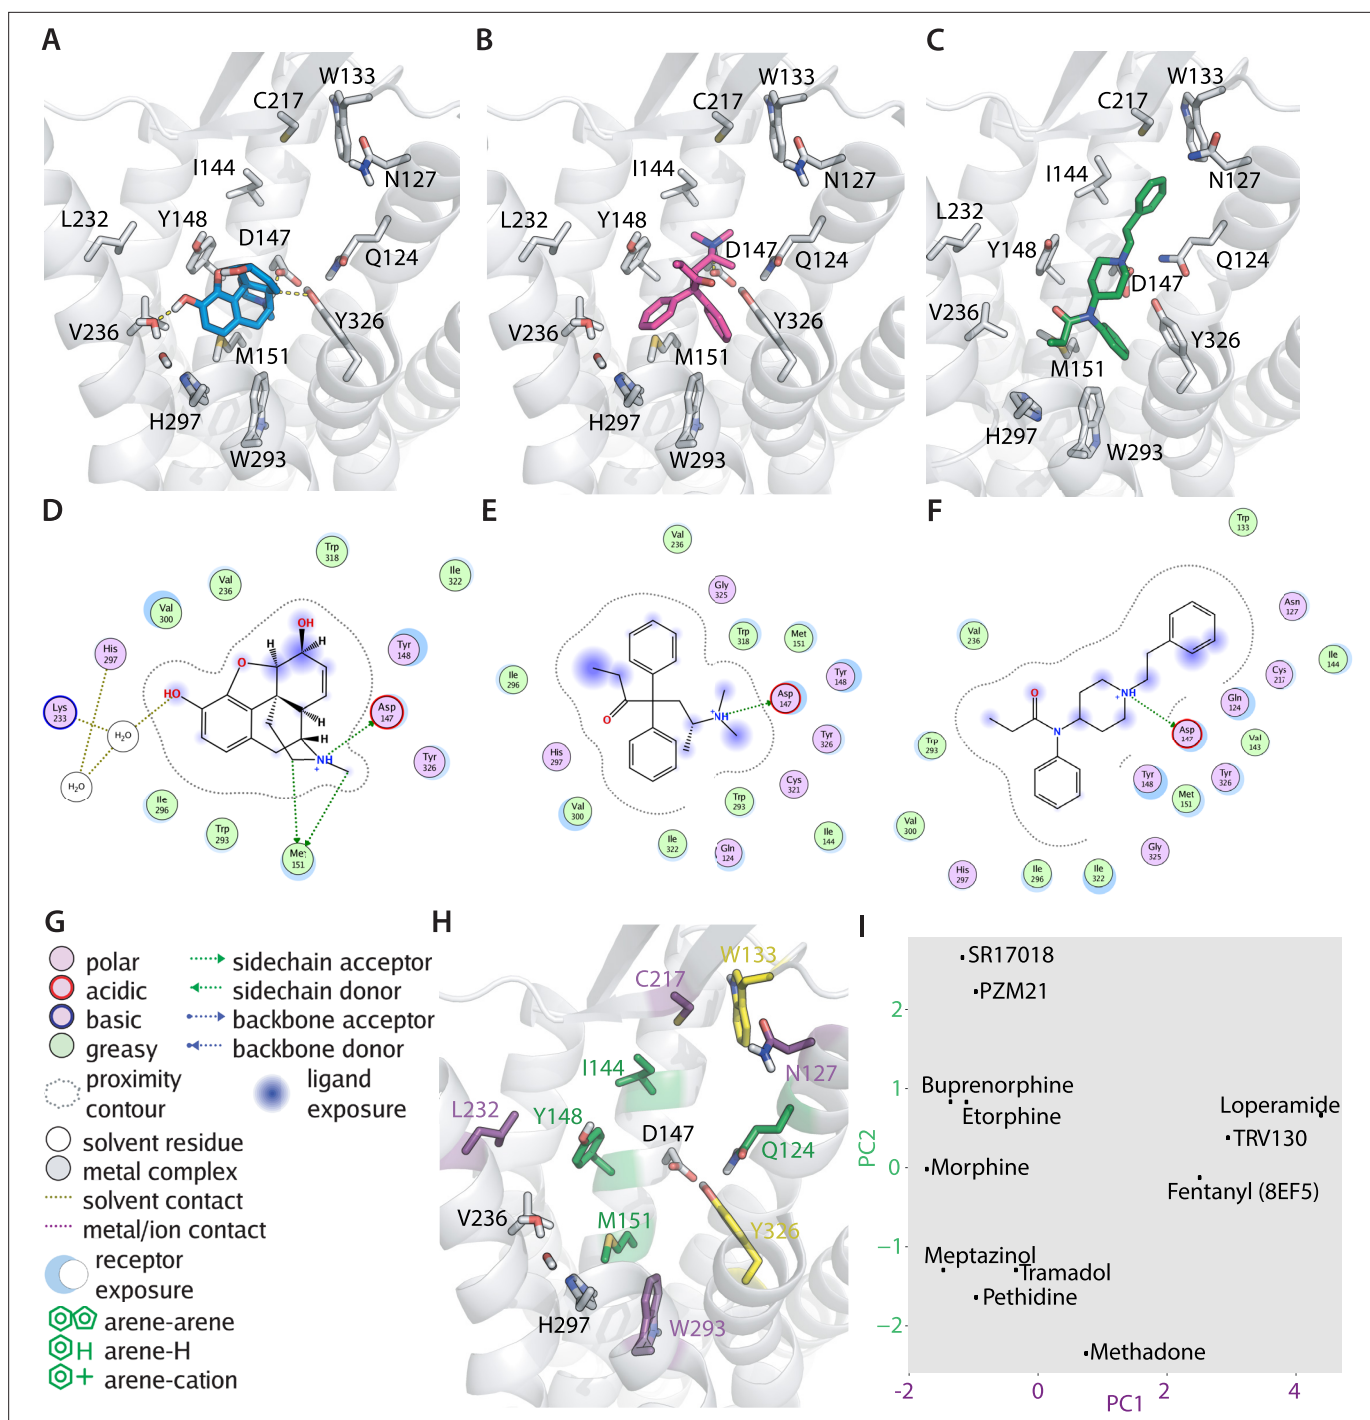 A
W133
C217
I144
N127
L232
Y148
D147
Q124
V236
Y326
M151
H297
W293
B
W133
C217
I144
N127
L232
Y148
D147
Q124
V236
Y326
M151
H297
W293
C
W133
C217
I144
N127
L232
Y148
D147
Q124
V236
Y326
M151
H297
W293
D
Trp
318
Ile
322
Val
236
Val
300
OH
H
H
Tyr
148
His
297
O
HO
Lys
233
H₂O
Asp
147
H
H
NH
+
Tyr
326
H₂O
Ile
296
Trp
293
Met
151
E
Val
236
Gly
325
Trp
318
Met
151
Tyr
148
Ile
296
Asp
147
O
NH
+
Tyr
326
His
297
Cys
321
Val
300
Trp
293
Ile
322
Gln
124
Ile
144
F
Trp
133
Asn
127
Val
236
Ile
144
Cys
217
Gln
124
O
NH
+
N
Asp
147
Trp
293
Val
143
Tyr
148
Tyr
326
Met
151
Val
300
Gly
325
His
297
Ile
296
Ile
322
G
polar
acidic
basic
greasy
proximity
contour
sidechain acceptor
sidechain donor
backbone acceptor
backbone donor
ligand
exposure
solvent residue
metal complex
solvent contact
metal/ion contact
receptor
exposure
arene-arene
H arene-H
+ arene-cation
H
W133
C217
I144
N127
L232
Y148
D147
Q124
V236
M151
Y326
H297
W293
I
SR17018
PZM21
2
Buprenorphine
1
Etorphine
Loperamide
TRV130
PC2
0
Morphine
Fentanyl (8EF5)
−1
Meptazinol
Tramadol
Pethidine
−2
Methadone
-2
0
2
4
PC1